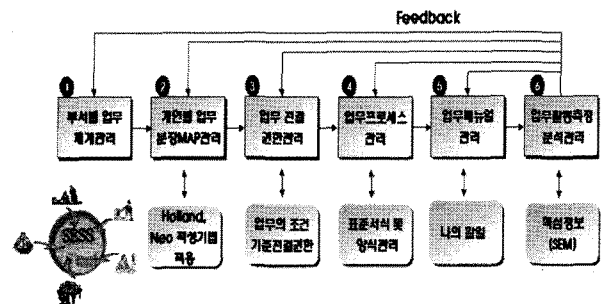 Feedback
1
2
3
4
5
6
부서별 업무
체계관리
개인별 업무
분장MAP관리
업무 전결
권한관리
업무프로세스
관리
업무메뉴얼
관리
업무활동측정
분석관리
SESS
Holland,
Neo 적성기법
적용
업무의 조건
기준전결권한
표준서식 및
양식관리
나의 할일
핵심정보
(SEM)